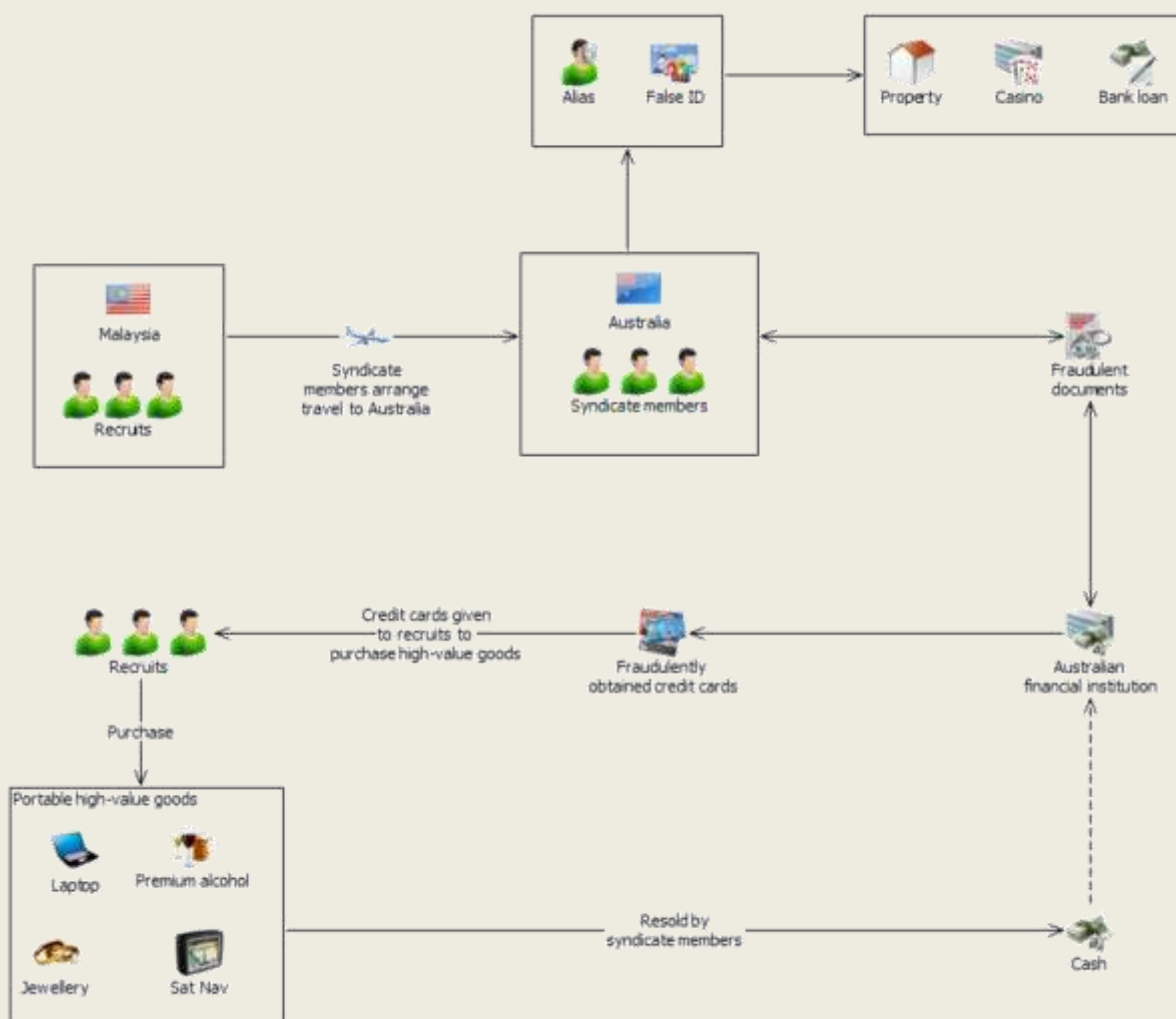 Alias
False ID
Property
Casino
Bank loan
Malaysia
Recruits
Syndicate
members arrange
travel to Australia
Australia
Syndicate members
Fraudulent
documents
Recruits
Credit cards given
to recruits to
purchase high-value goods
Fraudulently
obtained credit cards
Australian
financial institution
Purchase
Portable high-value goods
Laptop
Premium alcohol
Jewellery
Sat Nav
Resold by
syndicate members
Cash